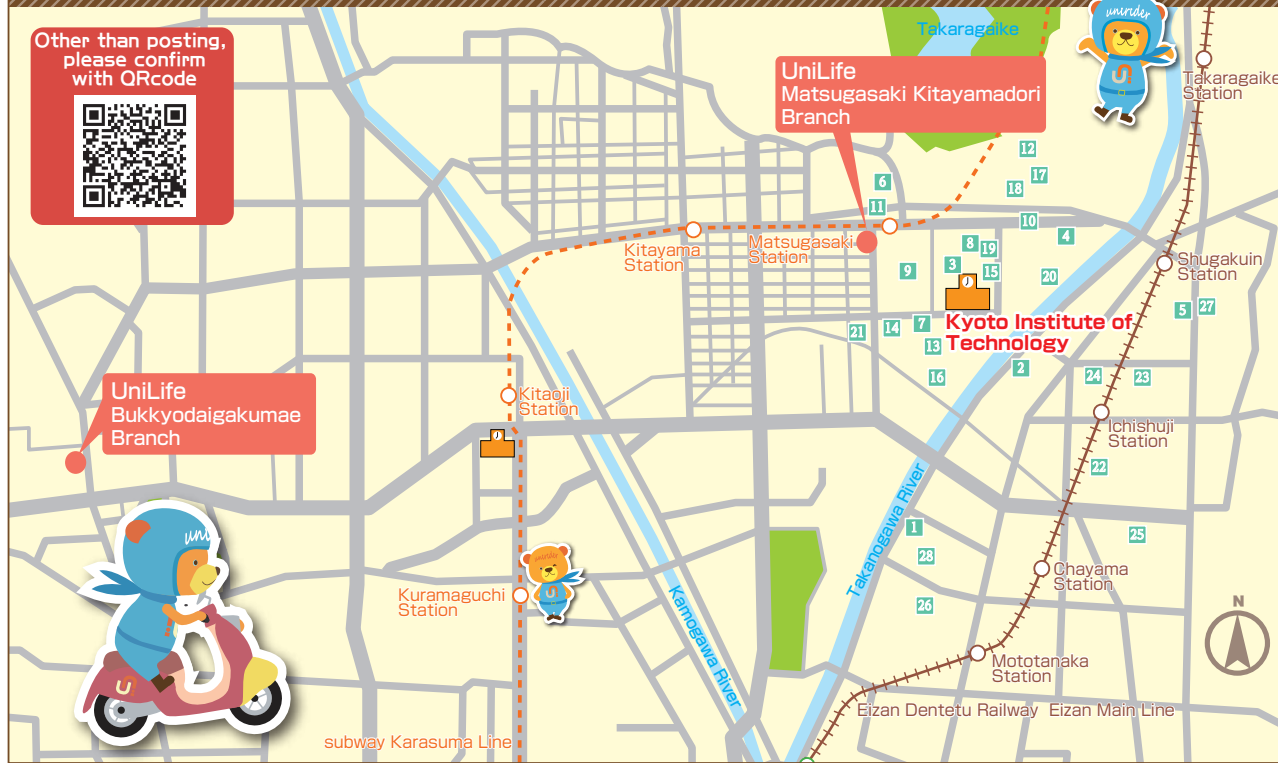 Other than posting,
please confirm
with QRcode
Takaragaike
unirider
UniLife
Matsugasaki Kitayamadori
Branch
Takaragaike
Station
12
17
6
18
11
10
4
Kitayama
Station
Matsugasaki
Station
8
19
3
9
15
20
Shugakuin
Station
5
27
Kyoto Institute of
Technology
21
14
7
13
16
2
24
23
UniLife
Bukkyodaigakumae
Branch
Kitaoji
Station
Ichishuji
Station
22
Takanogawa River
1
25
28
26
uni
unirider
Chayama
Station
Kuramaguchi
Station
Kamogawa River
N
Mototanaka
Station
Eizan Dentetu Railway Eizan Main Line
subway Karasuma Line